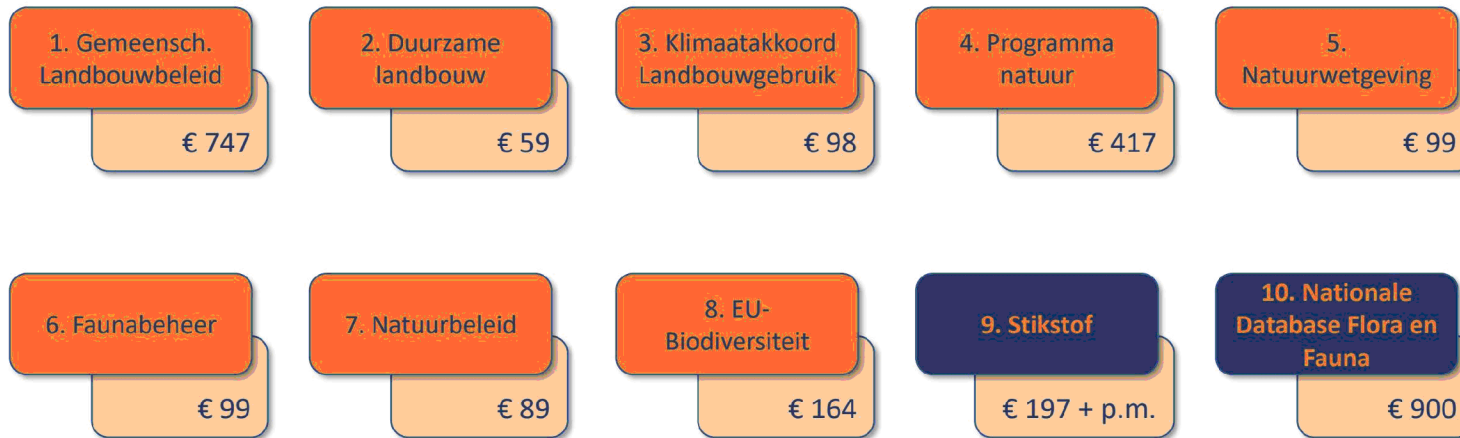 1. Gemeensch.
Landbouwbeleid
€ 747
2. Duurzame
landbouw
€ 59
3. Klimaatakkoord
Landbouwgebruik
€ 98
4. Programma
natuur
€ 417
5.
Natuurwetgeving
€ 99
6. Faunabeheer
€ 99
7. Natuurbeleid
€ 89
8. EU-
Biodiversiteit
€ 164
9. Stikstof
€ 197 + p.m.
10. Nationale
Database Flora en
Fauna
€ 900